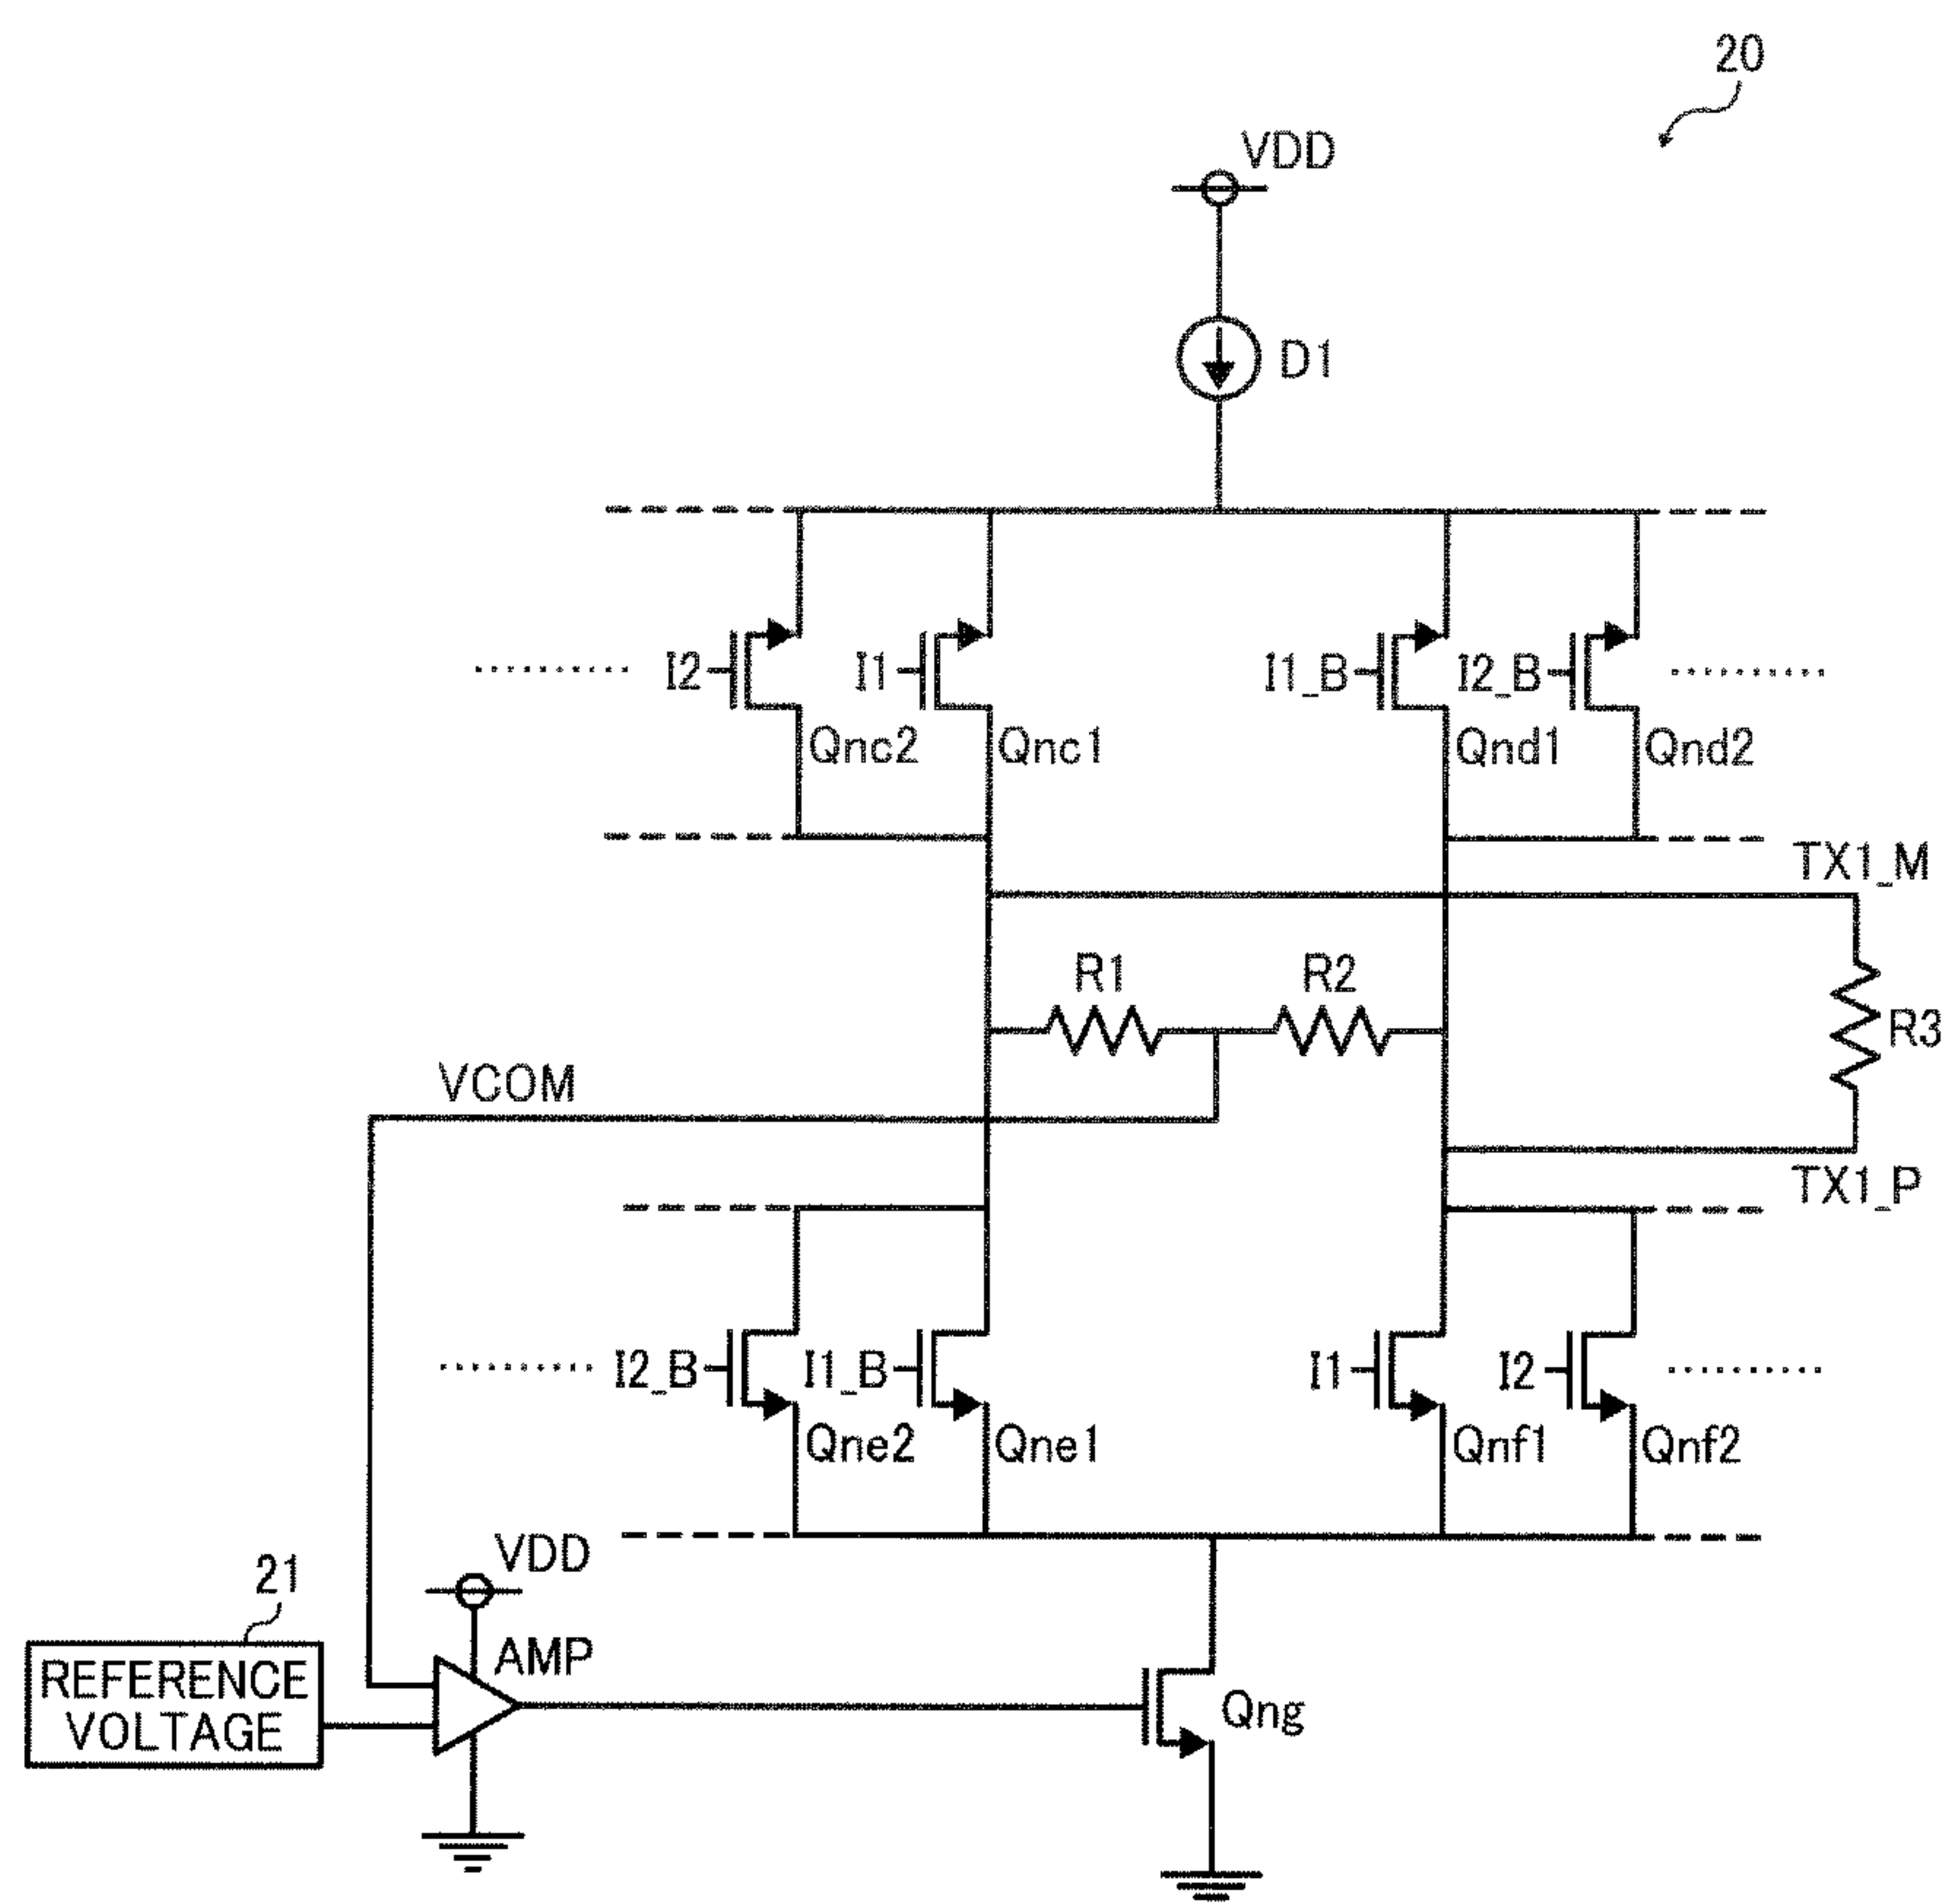 20
VDD
D1
I2
I1
I1_B
I2_B
Qnc2
Qnc1
Qnd1
Qnd2
TX1_M
R1
R2
R3
VCOM
TX1_P
I2_B
I1_B
I1
I2
Qne2
Qne1
Qnf1
Qnf2
VDD
21
AMP
REFERENCE
VOLTAGE
Qng